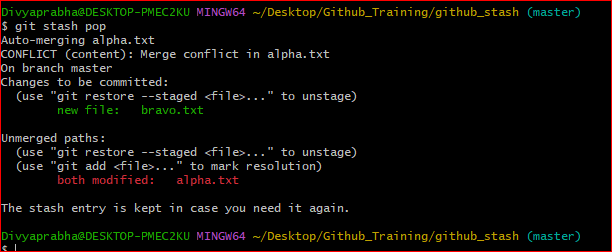 Divyaprabha@DESKTOP-PMEC2KU MINGW64 ~/Desktop/Github_Training/github_stash (master)
$ git stash pop
Auto-merging alpha.txt
CONFLICT (content): Merge conflict in alpha.txt
On branch master
Changes to be committed:
  (use "git restore --staged <file>..." to unstage)
        new file:   bravo.txt

Unmerged paths:
  (use "git restore --staged <file>..." to unstage)
  (use "git add <file>..." to mark resolution)
        both modified:   alpha.txt

The stash entry is kept in case you need it again.

Divyaprabha@DESKTOP-PMEC2KU MINGW64 ~/Desktop/Github_Training/github_stash (master)
$